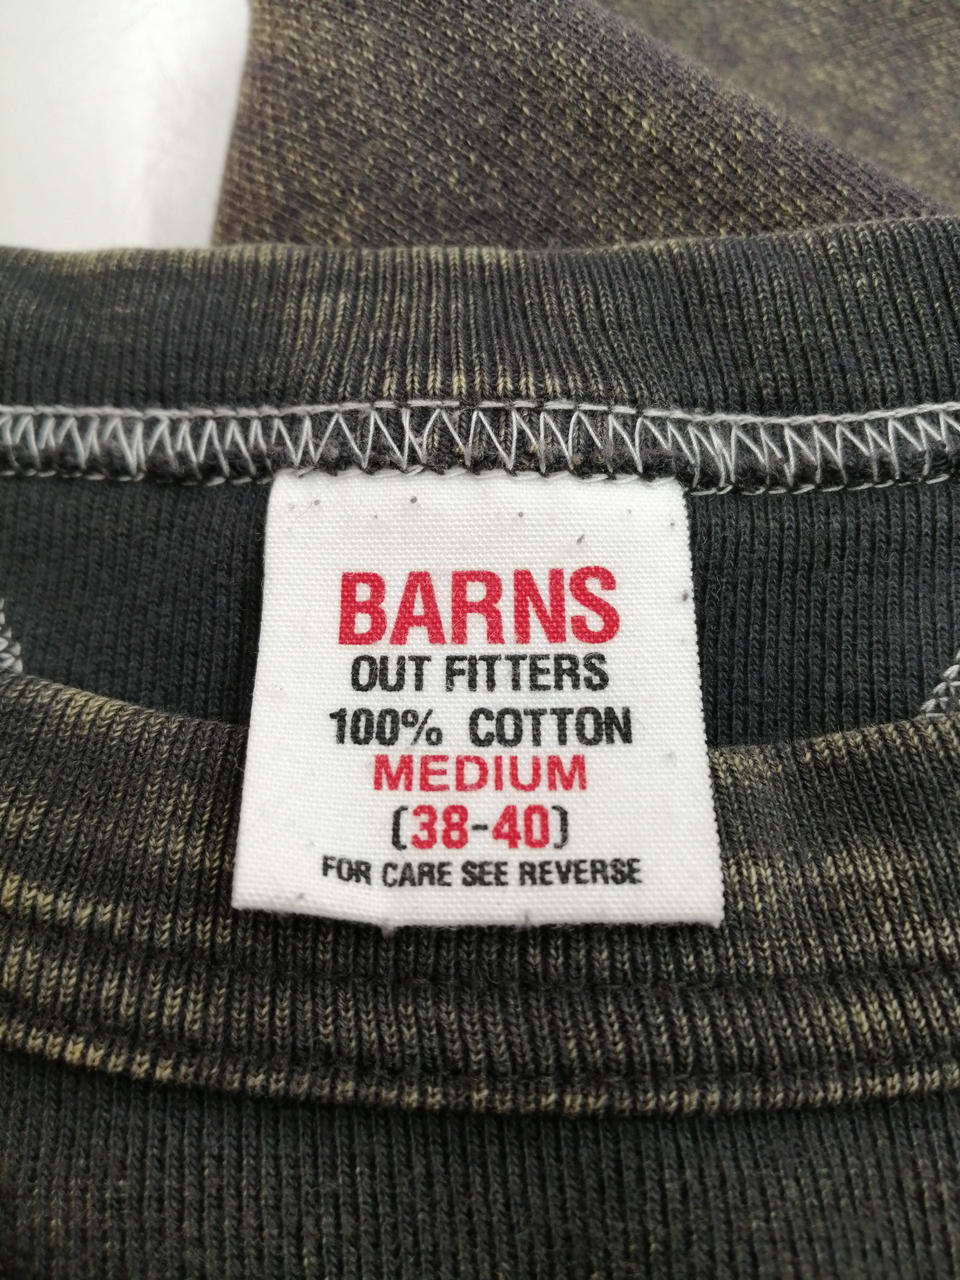 BARNS
OUT FITTERS
100% COTTON
MEDIUM
(38-40)
FOR CARE SEE REVERSE